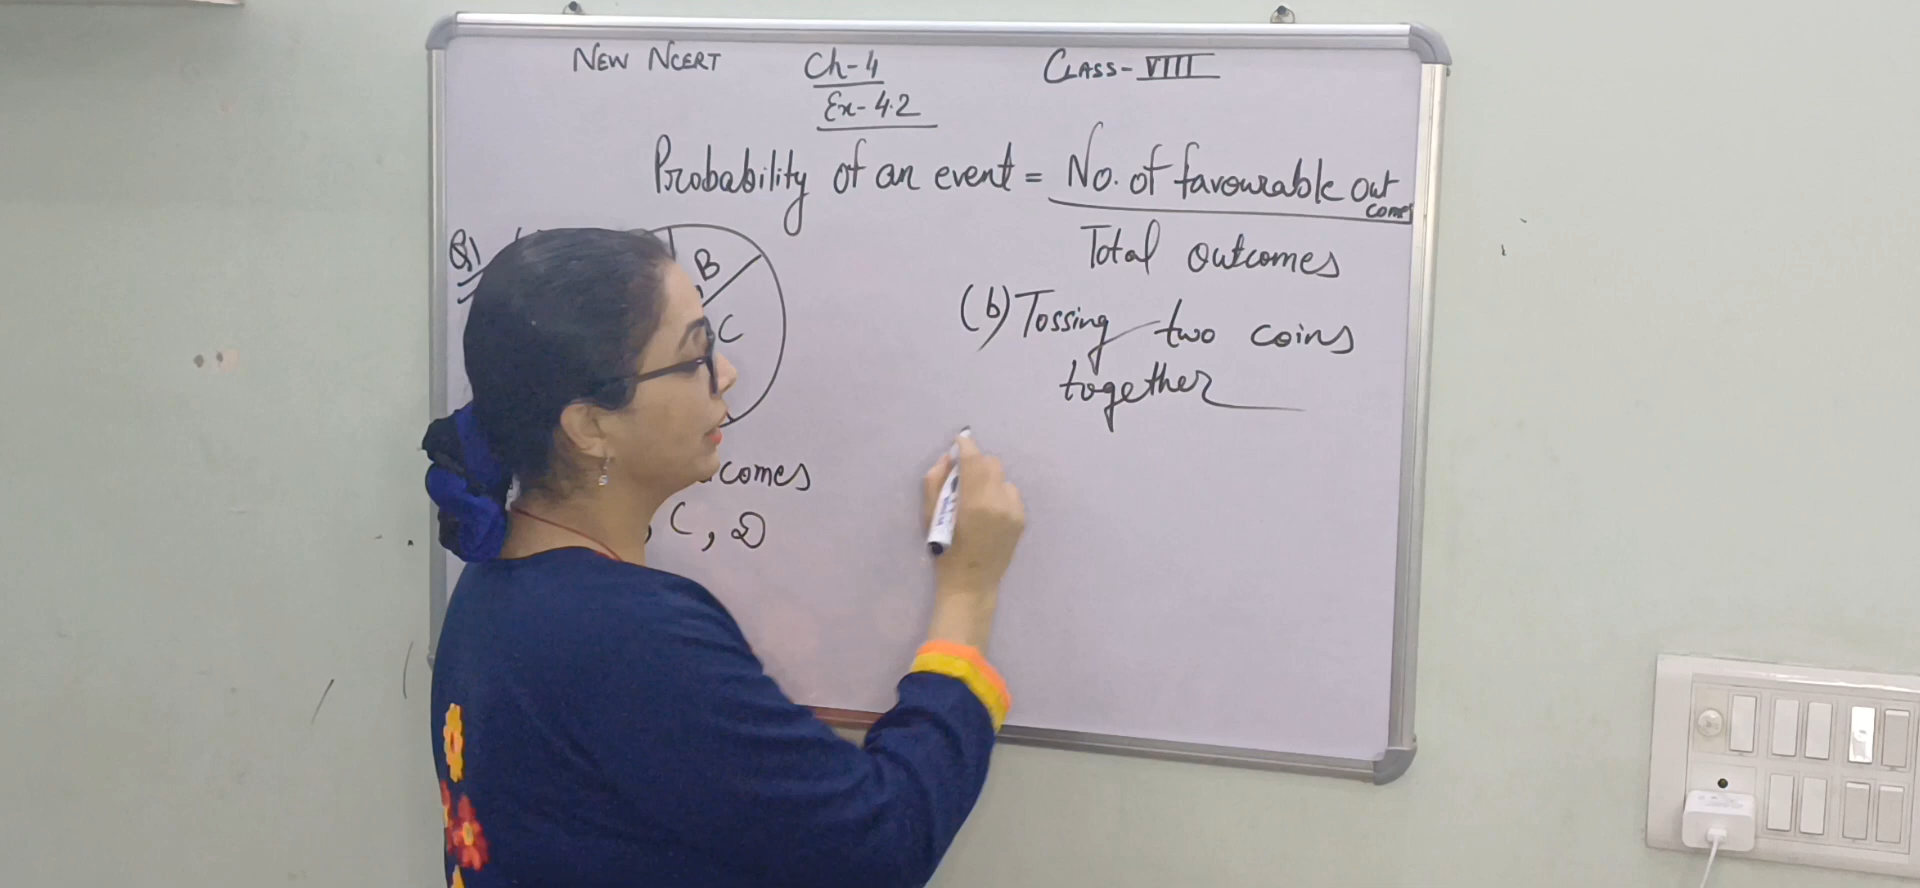 NEW NCERT
Ch-4
CLASS-VIII
Ex-4.2
Probability of an event = No. of favourable out
comes
Total outcomes
Q1
B
C
(b) Tossing two coins
together
comes
, C, D